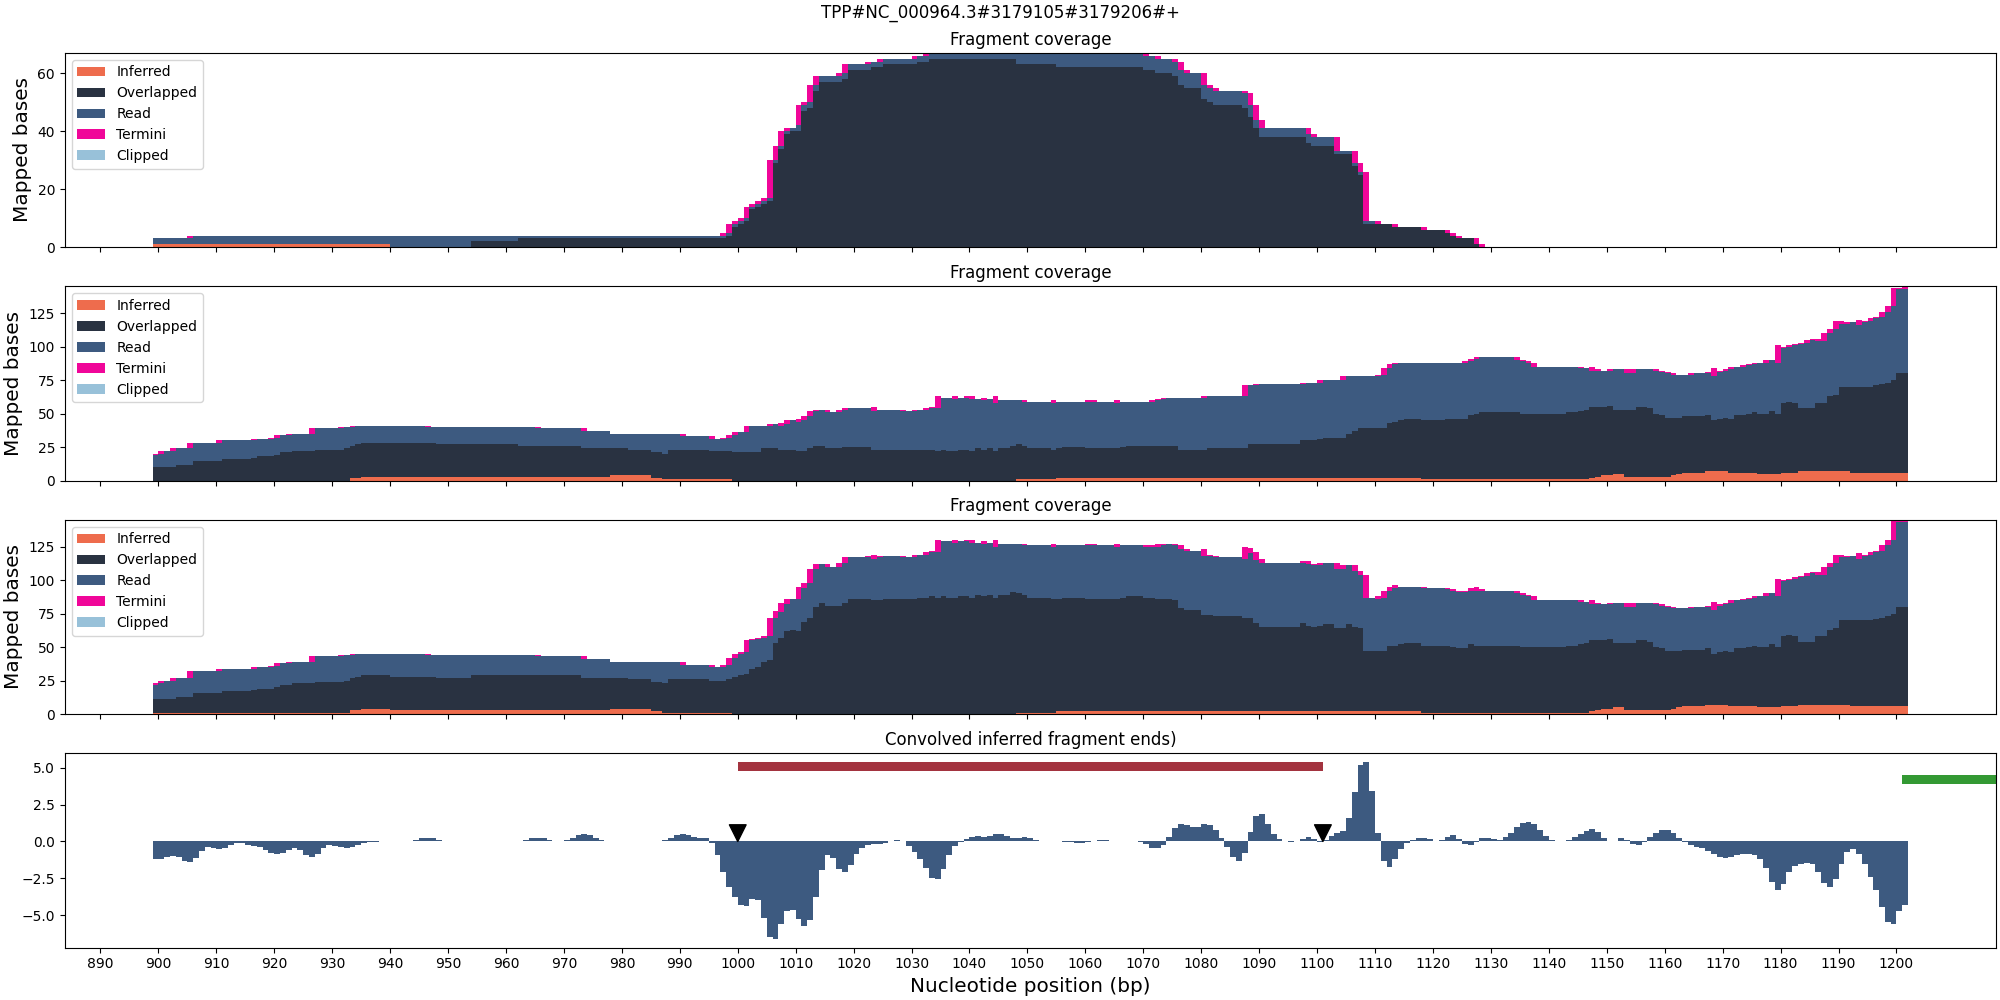 TPP#NC_000964.3#3179105#3179206#+
Fragment coverage
Mapped bases
60
40
20
0
Inferred
Overlapped
Read
Termini
Clipped
Fragment coverage
Mapped bases
125
100
75
50
25
0
Inferred
Overlapped
Read
Termini
Clipped
Fragment coverage
Mapped bases
125
100
75
50
25
0
Inferred
Overlapped
Read
Termini
Clipped
Convolved inferred fragment ends)
5.0
2.5
0.0
−2.5
−5.0
890 900 910 920 930 940 950 960 970 980 990 1000 1010 1020 1030 1040 1050 1060 1070 1080 1090 1100 1110 1120 1130 1140 1150 1160 1170 1180 1190 1200
Nucleotide position (bp)